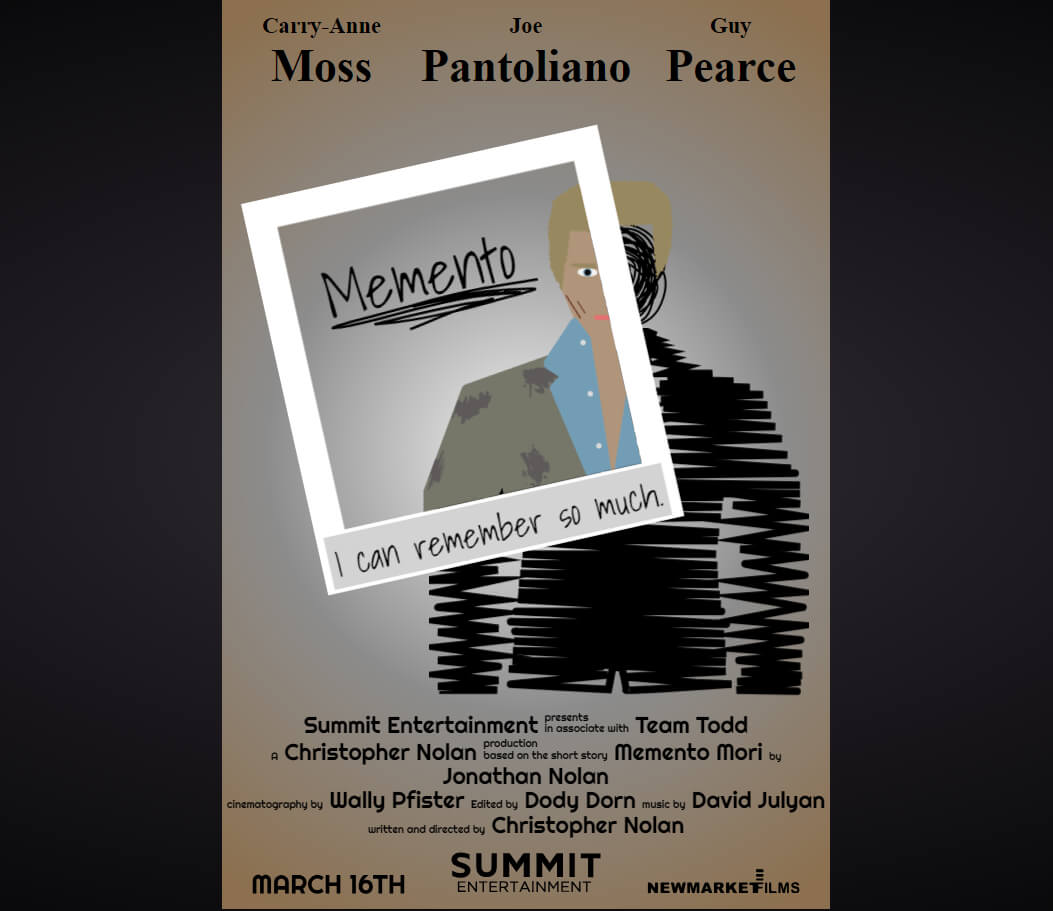 Carry-Anne Joe Guy
Moss Pantoliano Pearce
Memento
I can remember so much.
Summit Entertainment presents in associate with Team Todd
A Christopher Nolan production based on the short story Memento Mori by
Jonathan Nolan
cinematography by Wally Pfister Edited by Dody Dorn music by David Julyan
written and directed by Christopher Nolan
SUMMIT
ENTERTAINMENT
MARCH 16TH
NEWMARKET FILMS